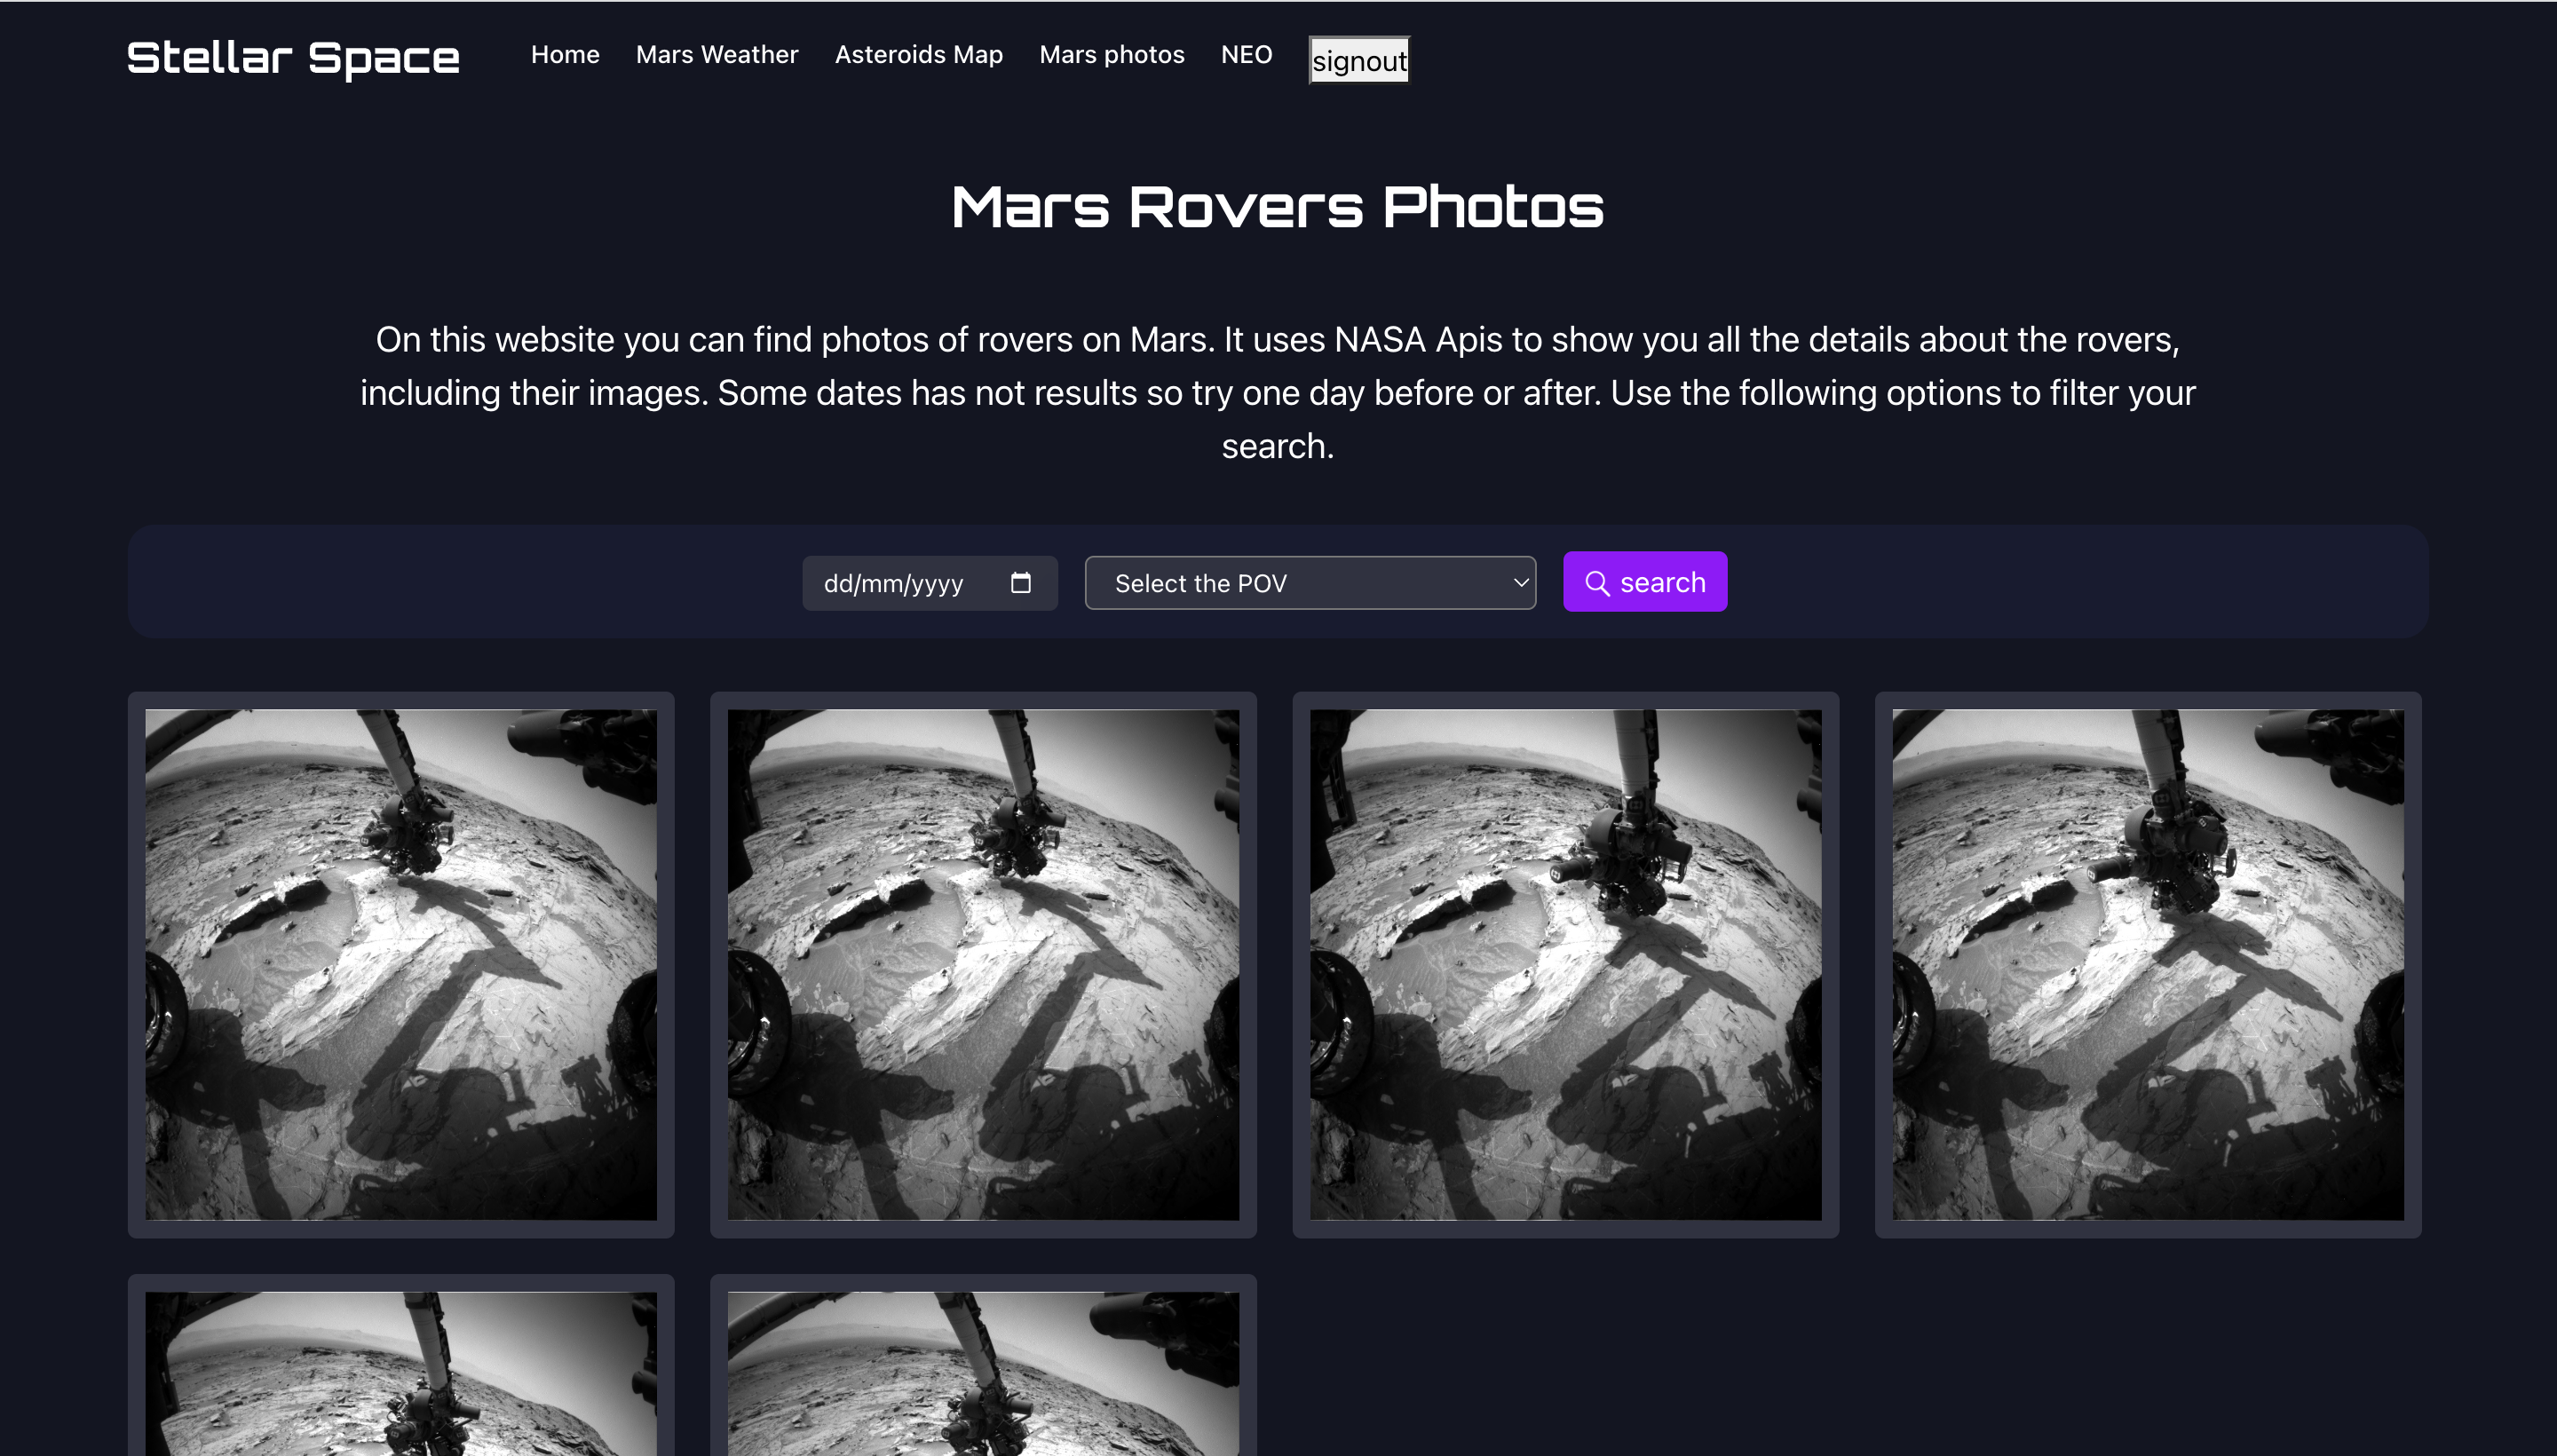 Stellar Space
Home Mars Weather Asteroids Map Mars photos NEO signout
Mars Rovers Photos
On this website you can find photos of rovers on Mars. It uses NASA Apis to show you all the details about the rovers,
including their images. Some dates has not results so try one day before or after. Use the following options to filter your
search.
dd/mm/yyyy Select the POV search